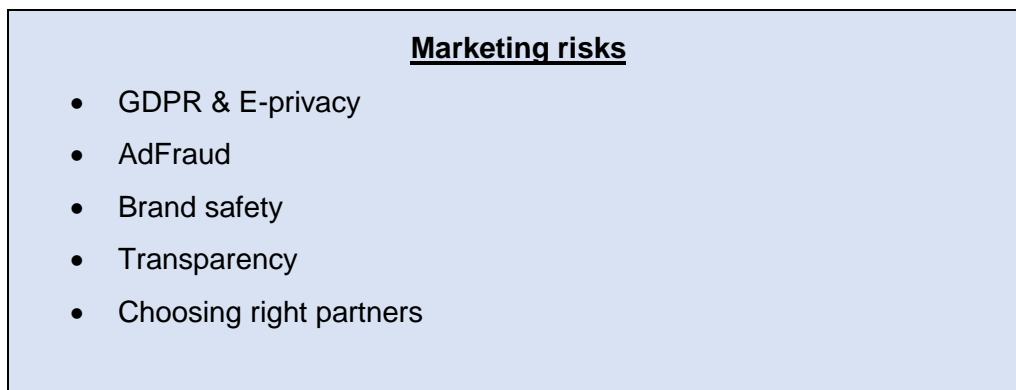 Marketing risks
• GDPR & E-privacy
• AdFraud
• Brand safety
• Transparency
• Choosing right partners